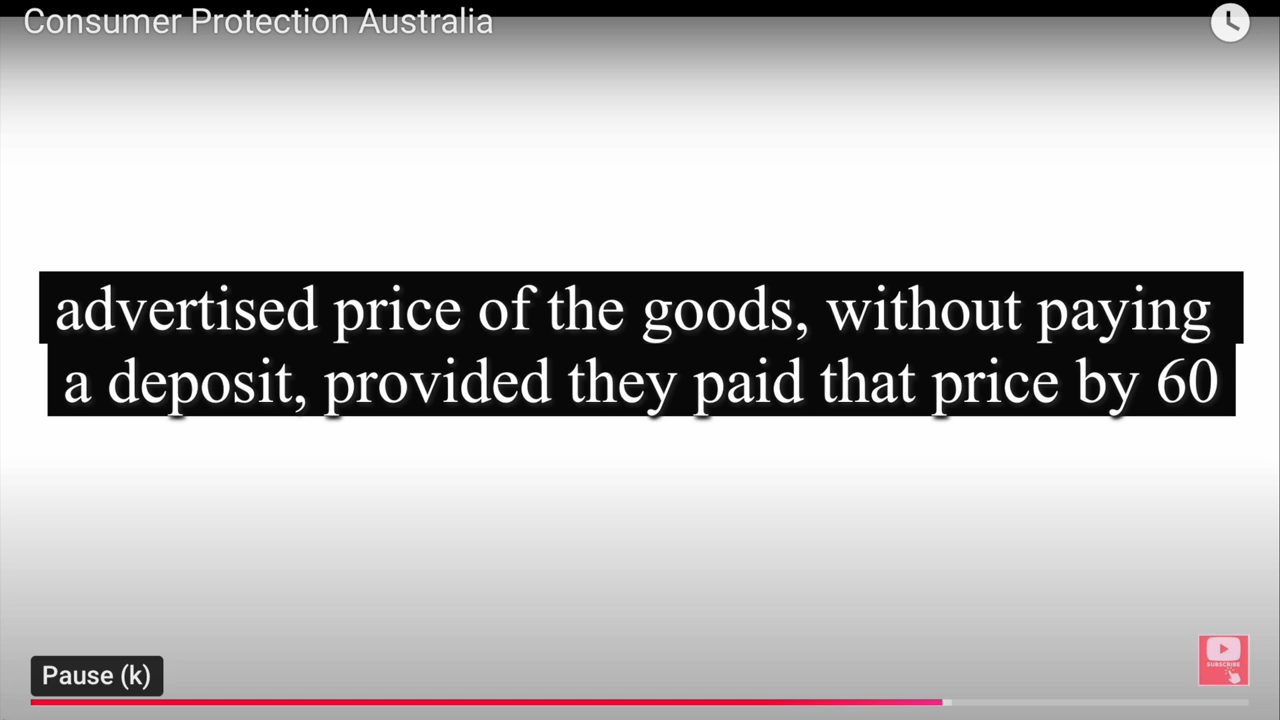 Consumer Protection Australia
advertised price of the goods, without paying
a deposit, provided they paid that price by 60
SUBSCRIBE
Pause (k)